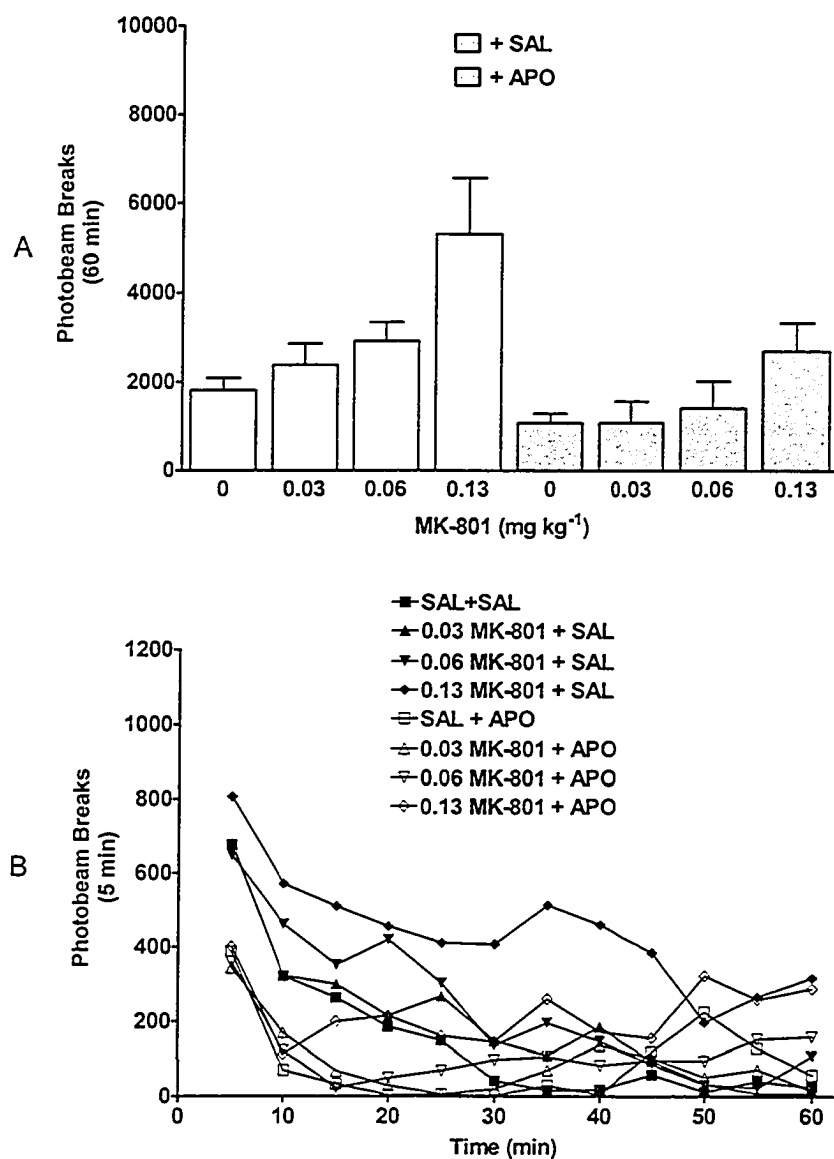 10000
8000
6000
4000
2000
0
+ SAL
+ APO
A
Photobeam Breaks
(60 min)
0 0.03 0.06 0.13 0 0.03 0.06 0.13
MK-801 (mg kg-1)
SAL+SAL
0.03 MK-801 + SAL
0.06 MK-801 + SAL
0.13 MK-801 + SAL
SAL + APO
0.03 MK-801 + APO
0.06 MK-801 + APO
0.13 MK-801 + APO
1200
1000
800
600
400
200
0
B
Photobeam Breaks
(5 min)
0 10 20 30 40 50 60
Time (min)